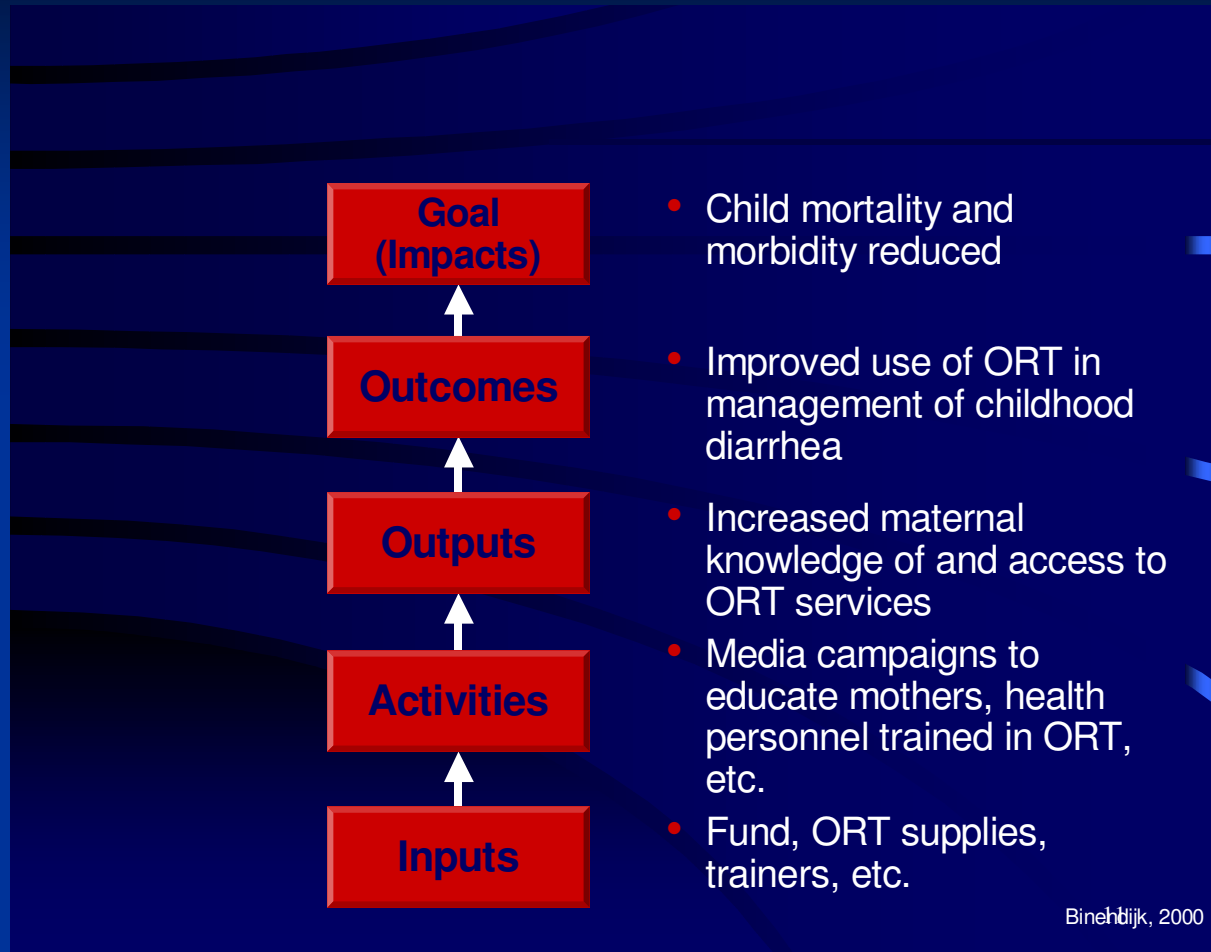 Goal
(Impacts)
• Child mortality and
morbidity reduced
Outcomes
• Improved use of ORT in
management of childhood
diarrhea
Outputs
• Increased maternal
knowledge of and access to
ORT services
Activities
• Media campaigns to
educate mothers, health
personnel trained in ORT,
etc.
Inputs
• Fund, ORT supplies,
trainers, etc.
2000